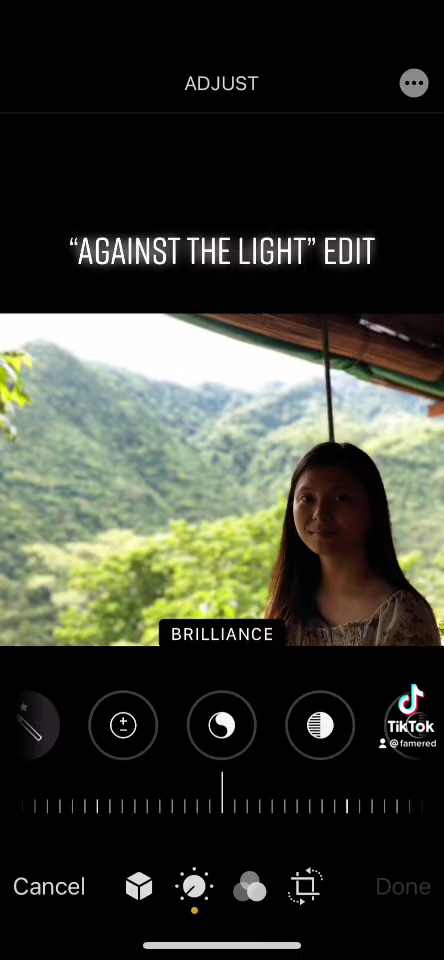 ADJUST
“AGAINST THE LIGHT” EDIT
BRILLIANCE
TikTok
@famered
Cancel
Done